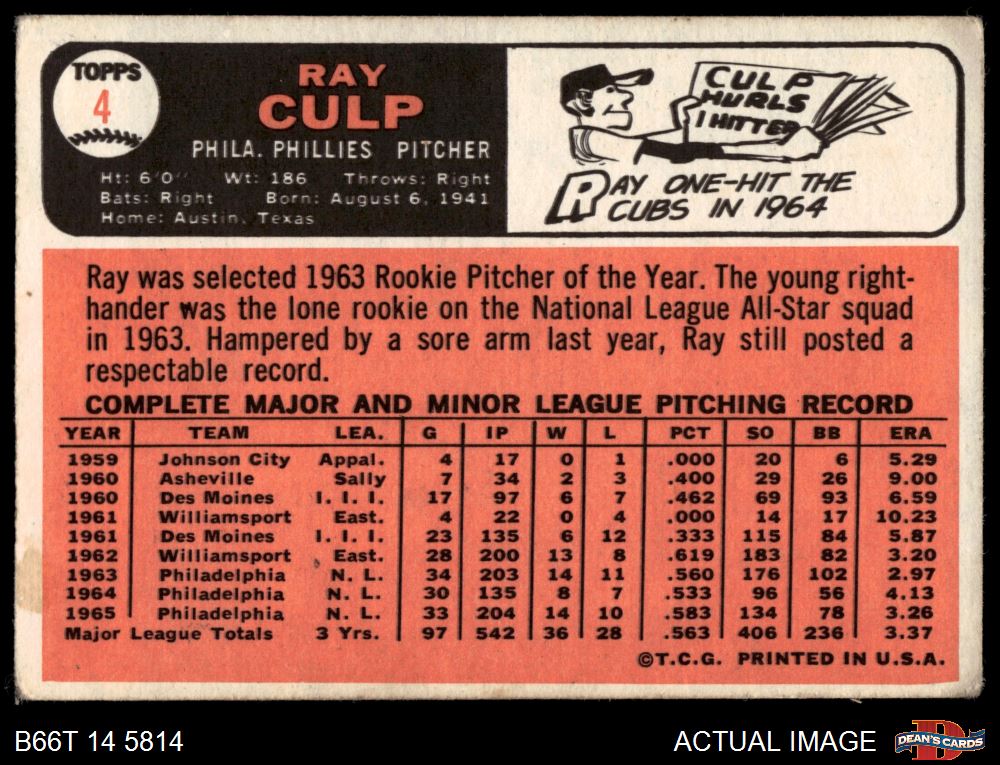 TOPPS
4
RAY
CULP
PHILA. PHILLIES PITCHER
Ht: 6'0" Wt: 186 Throws: Right
Bats: Right Born: August 6, 1941
Home: Austin, Texas
CULP
HURLS
1 HITTER
RAY ONE-HIT THE
CUBS IN 1964
Ray was selected 1963 Rookie Pitcher of the Year. The young right-
hander was the lone rookie on the National League All-Star squad
in 1963. Hampered by a sore arm last year, Ray still posted a
respectable record.
COMPLETE MAJOR AND MINOR LEAGUE PITCHING RECORD
YEAR TEAM LEA. G IP W L PCT SO BB ERA
1959 Johnson City Appal. 4 17 0 1 .000 20 6 5.29
1960 Asheville Sally 7 34 2 3 .400 29 26 9.00
1960 Des Moines I. I. I. 17 97 6 7 .462 69 93 6.59
1961 Williamsport East. 4 22 0 4 .000 14 17 10.23
1961 Des Moines I. I. I. 23 135 6 12 .333 115 84 5.87
1962 Williamsport East. 28 200 13 8 .619 183 82 3.20
1963 Philadelphia N. L. 34 203 14 11 .560 176 102 2.97
1964 Philadelphia N. L. 30 135 8 7 .533 96 56 4.13
1965 Philadelphia N. L. 33 204 14 10 .583 134 78 3.26
Major League Totals 3 Yrs. 97 542 36 28 .563 406 236 3.37
©T.C.G. PRINTED IN U.S.A.
B66T 14 5814
ACTUAL IMAGE
DEAN'S CARDS